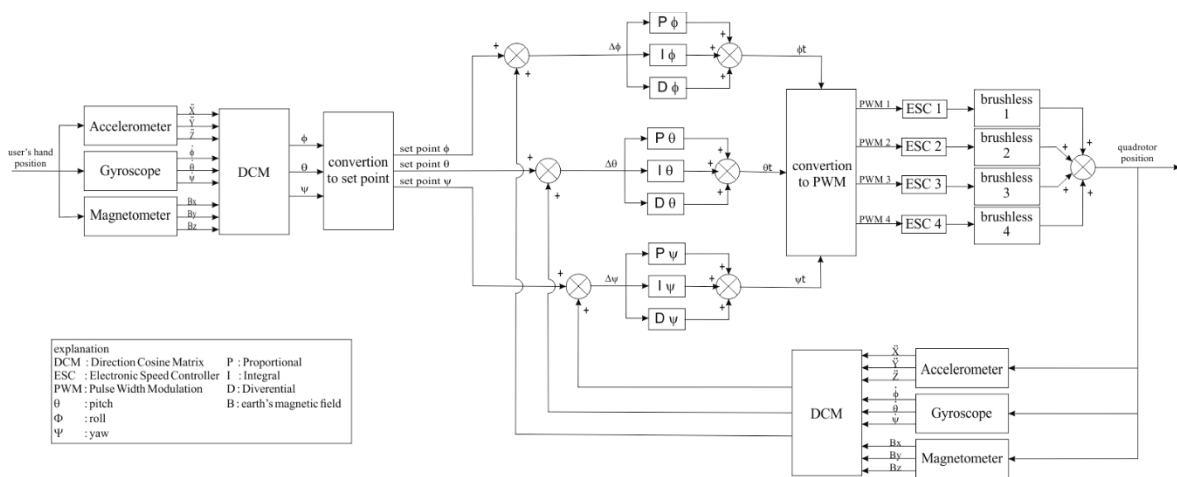 user's hand
position
Accelerometer
Gyroscope
Magnetometer
Ẍ
Ÿ
Z̈
ϕ̇
θ̇
ψ̇
Bx
By
Bz
DCM
ϕ
θ
Ψ
convertion
to set point
set point ϕ
set point θ
set point ψ
+
+
Δϕ
P ϕ
I ϕ
D ϕ
+
+
+
ϕt
+
+
Δθ
P θ
I θ
D θ
+
+
+
θt
+
+
Δψ
P ψ
I ψ
D ψ
+
+
+
ψt
convertion
to PWM
PWM 1
PWM 2
PWM 3
PWM 4
ESC 1
ESC 2
ESC 3
ESC 4
brushless
1
brushless
2
brushless
3
brushless
4
+
+
+
+
quadrotor
position
Accelerometer
Gyroscope
Magnetometer
Ẍ
Ÿ
Z̈
ϕ̇
θ̇
ψ̇
Bx
By
Bz
DCM
explanation
DCM : Direction Cosine Matrix P : Proportional
ESC : Electronic Speed Controller I : Integral
PWM : Pulse Width Modulation D : Diverential
θ : pitch B : earth's magnetic field
Φ : roll
Ψ : yaw